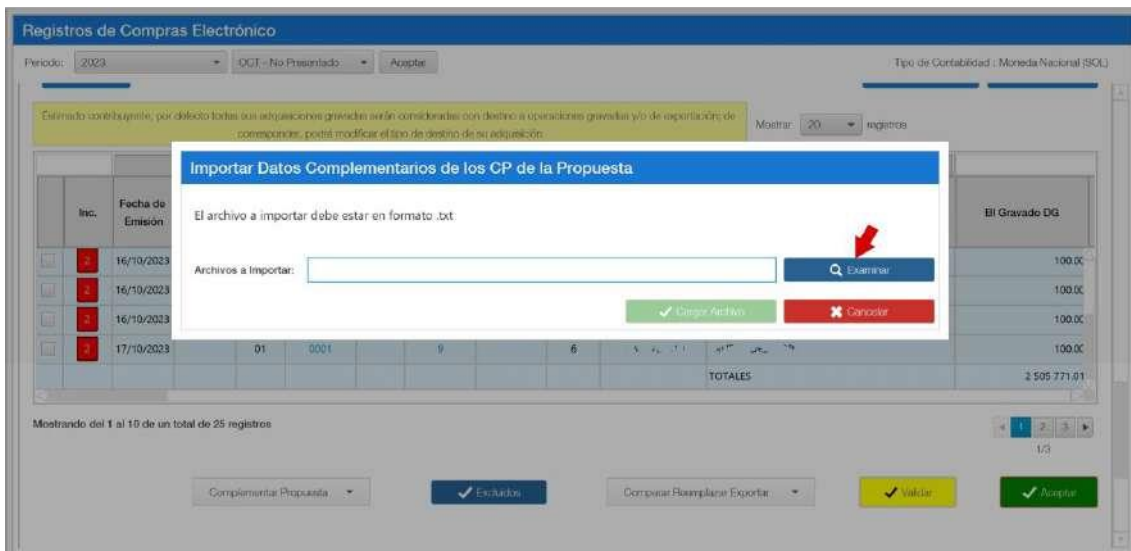 Registros de Compras Electrónico
Periodo: 2023 OCT - No Presentado Aceptar Tipo de Contabilidad : Moneda Nacional (SOL)
Estimado contribuyente, por defecto todas sus adquisiciones gravadas serán consideradas con destino a operaciones gravadas y/o de exportación; de
corresponder, podrá modificar el tipo de destino de su adquisición
Mostrar 20 registros
Importar Datos Complementarios de los CP de la Propuesta
El archivo a importar debe estar en formato .txt
Archivos a Importar: Examinar
Cargar Archivo Cancelar
Inc. Fecha de Emisión BI Gravado DG
2 16/10/2023 100.00
2 16/10/2023 100.00
2 16/10/2023 100.00
2 17/10/2023 01 0001 9 6 100.00
TOTALES 2 505 771.01
Mostrando del 1 al 10 de un total de 25 registros
1 2 3
1/3
Complementar Propuesta Excluidos Comparar Reemplazar Exportar Validar Aceptar